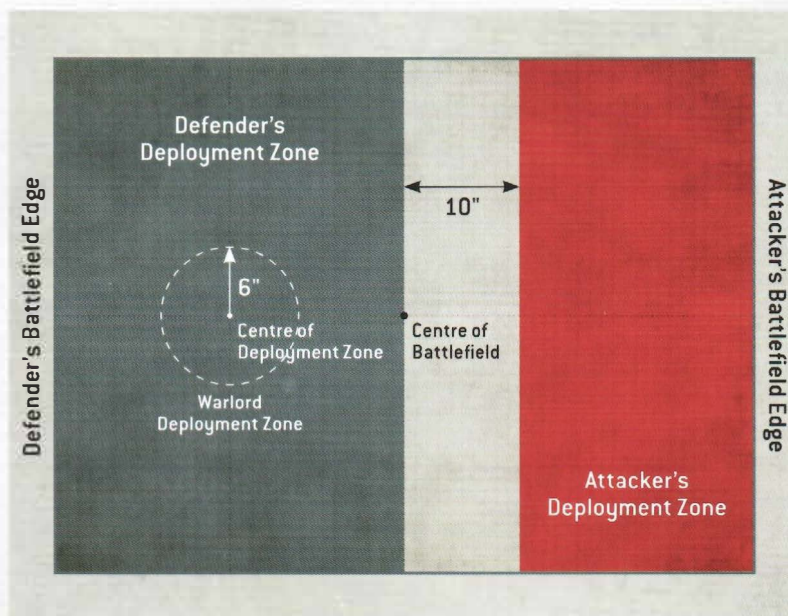 Defender's
Deployment Zone
10"
6"
Centre of
Deployment Zone
Centre of
Battlefield
Warlord
Deployment Zone
Attacker's
Deployment Zone
Defender's Battlefield Edge
Attacker's Battlefield Edge